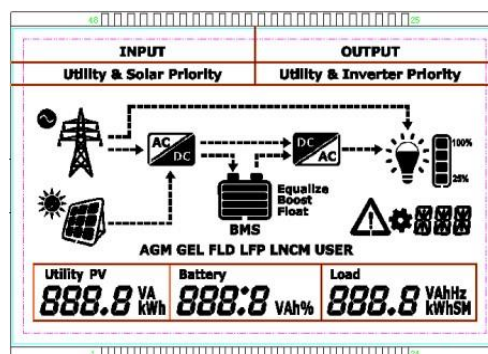 40 25
INPUT OUTPUT
Utility & Solar Priority Utility & Inverter Priority
AC DC
DC AC
100%
25%
Equalize
Boost
Float
BMS
AGM GEL FLD LFP LNCM USER
Utility PV Battery Load
888.8 VA kWh 888.8 VAh% 888.8 VAhHz kWhSM